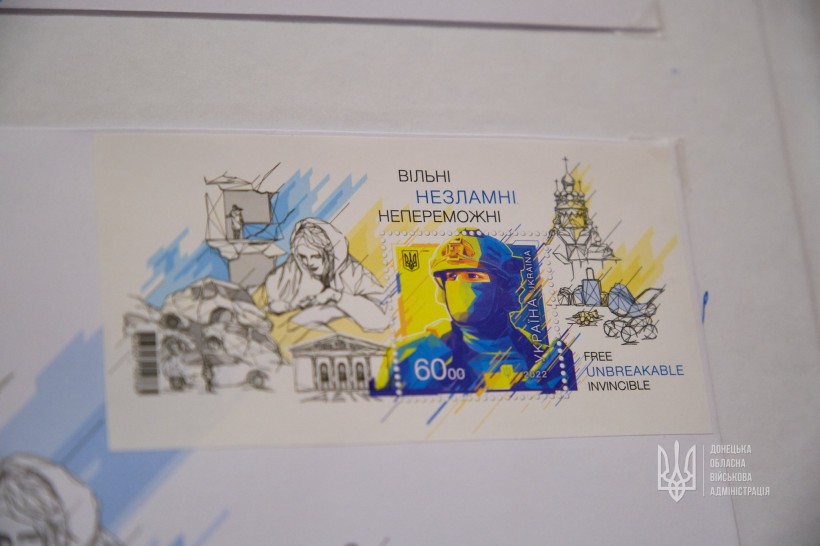 ВІЛЬНІ
НЕЗЛАМНІ
НЕПЕРЕМОЖНІ
УКРАЇНА UKRAINA
60.00
2022
FREE
UNBREAKABLE
INVINCIBLE
ДОНЕЦЬКА
ОБЛАСНА
ВІЙСЬКОВА
АДМІНІСТРАЦІЯ